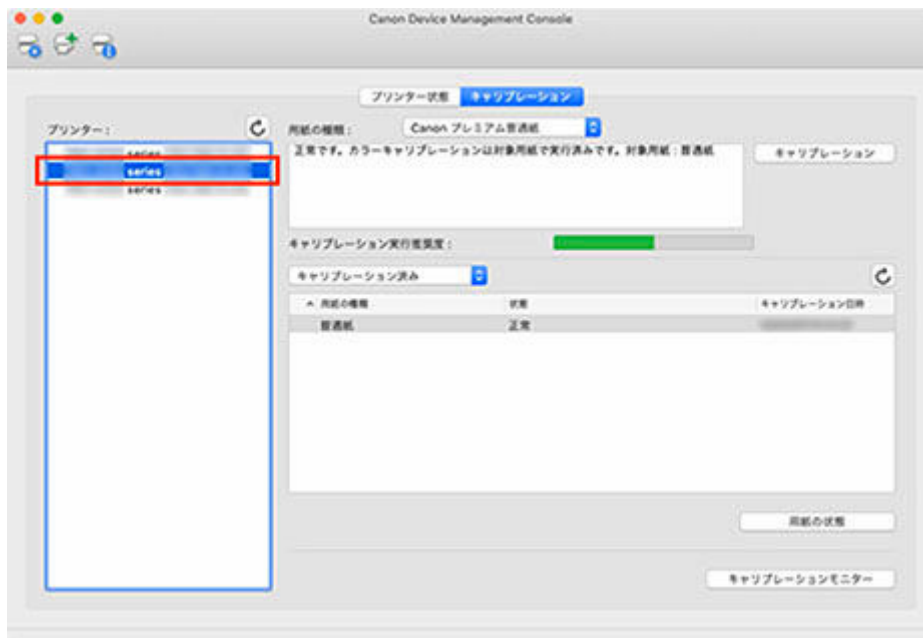 Canon Device Management Console
プリンター状態 キャリブレーション
プリンター:
series
series
series
用紙の種類: Canon プレミアム普通紙
正常です。カラーキャリブレーションは対象用紙で実行済みです。対象用紙:普通紙
キャリブレーション
キャリブレーション実行推奨度:
キャリブレーション済み
用紙の種類 状態 キャリブレーション日時
普通紙 正常
用紙の状態
キャリブレーションモニター